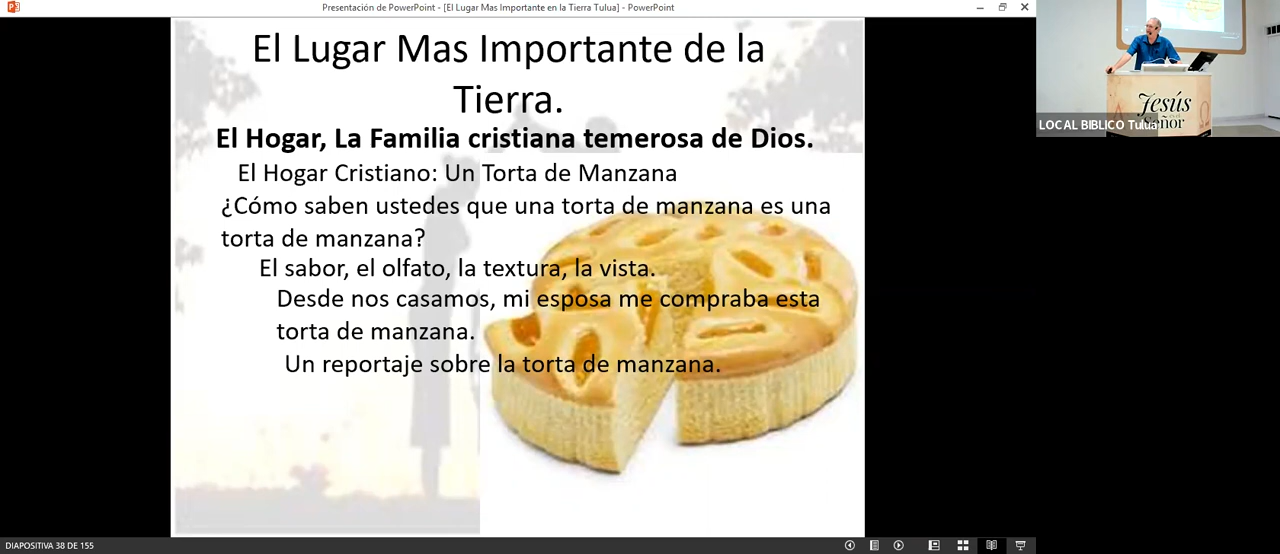 Presentación de PowerPoint - [El Lugar Mas Importante en la Tierra Tulua] - PowerPoint
El Lugar Mas Importante de la
Tierra.
El Hogar, La Familia cristiana temerosa de Dios.
El Hogar Cristiano: Un Torta de Manzana
¿Cómo saben ustedes que una torta de manzana es una
torta de manzana?
El sabor, el olfato, la textura, la vista.
Desde nos casamos, mi esposa me compraba esta
torta de manzana.
Un reportaje sobre la torta de manzana.
Jesús
Señor
LOCAL BIBLICO Tulua
DIAPOSITIVA 38 DE 155